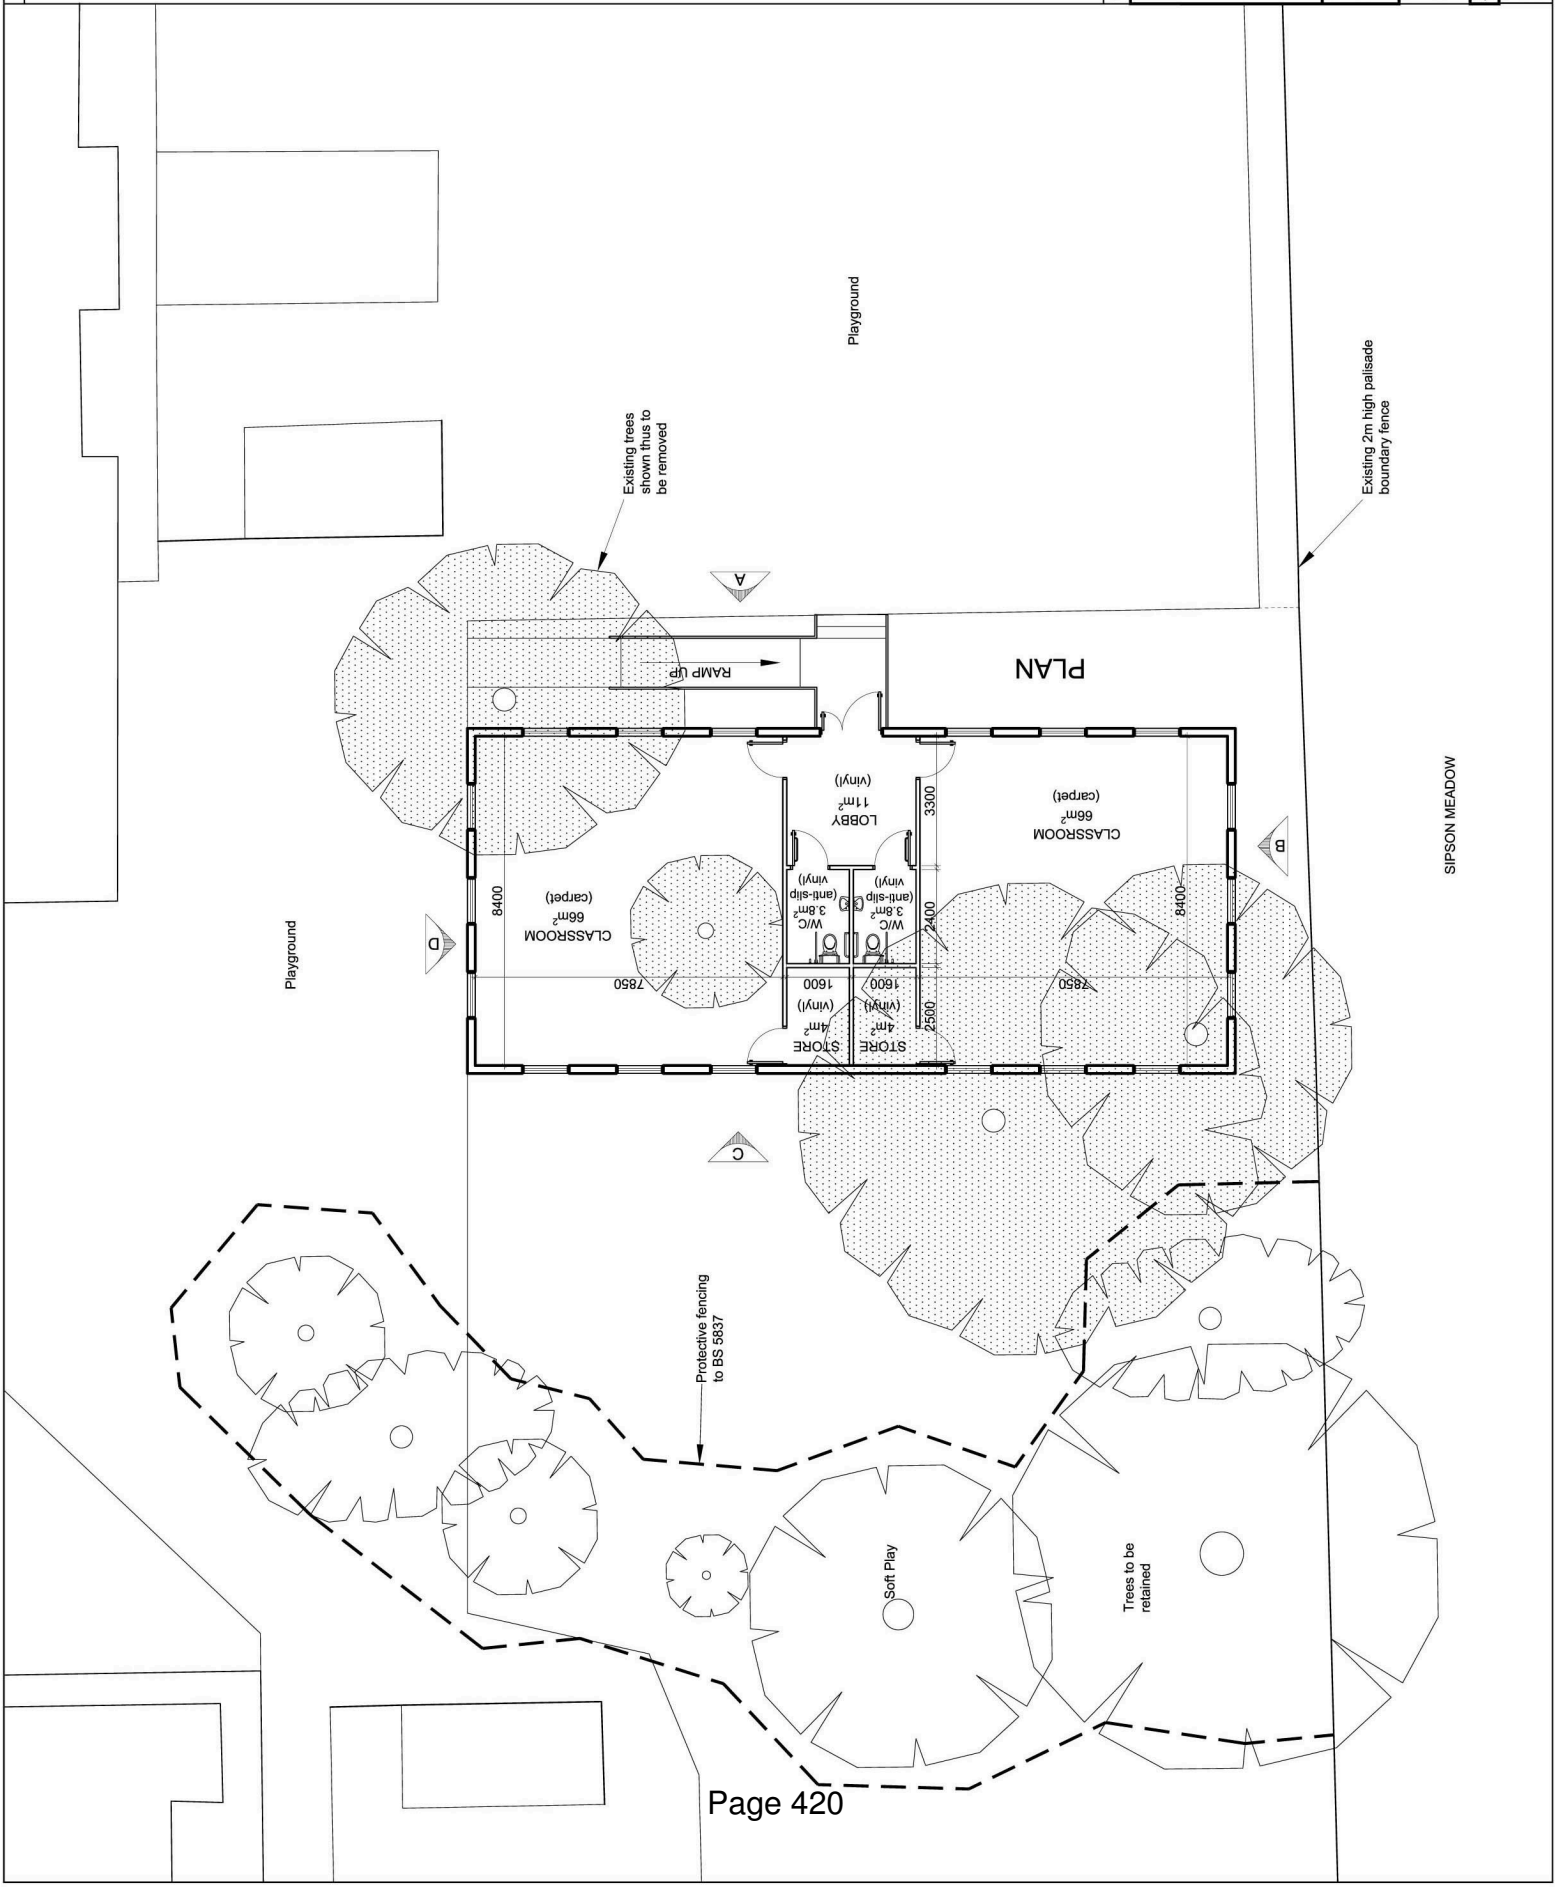 Playground
Existing trees
shown thus to
be removed
Existing 2m high palisade
boundary fence
A
RAMP UP
PLAN
SIPSON MEADOW
Playground
D
8400
CLASSROOM
66m²
(carpet)
7850
LOBBY
11m²
(vinyl)
3300
W/C
3.8m²
(anti-slip
vinyl)
W/C
3.8m²
(anti-slip
vinyl)
2400
1600
1600
STORE
4m²
(vinyl)
STORE
4m²
(vinyl)
2500
CLASSROOM
66m²
(carpet)
8400
7850
B
C
Protective fencing
to BS 5837
Soft Play
Trees to be
retained
Page 420